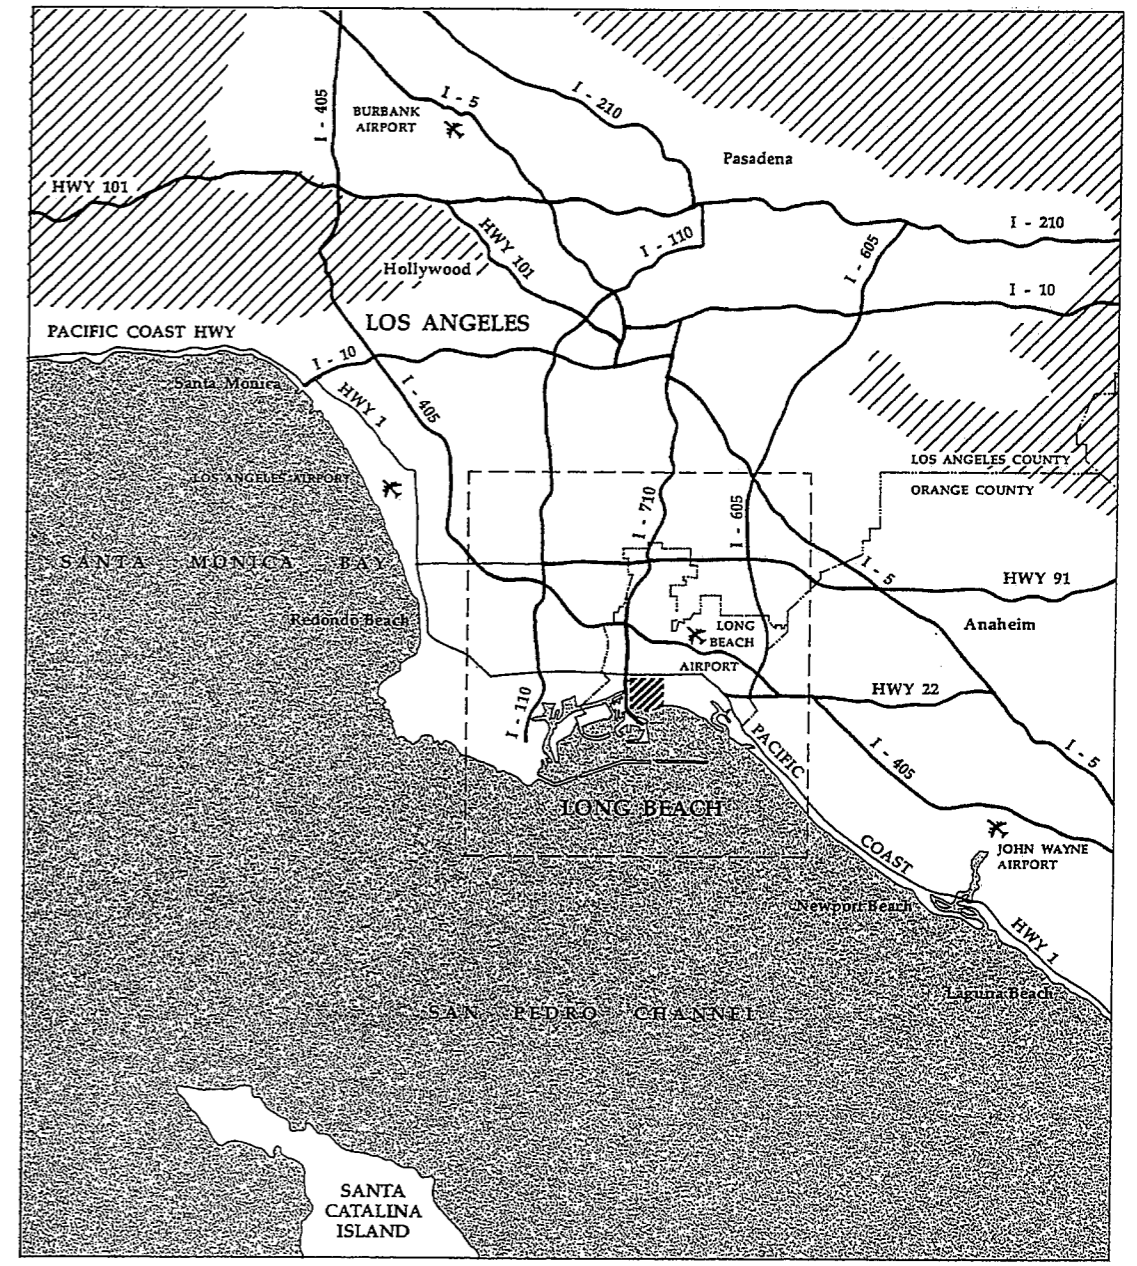 I - 405
I - 5
I - 210
BURBANK
AIRPORT
Pasadena
HWY 101
I - 210
HWY 101
I - 110
I - 605
Hollywood
I - 10
PACIFIC COAST HWY
LOS ANGELES
I - 10
Santa Monica
HWY 1
I - 405
LOS ANGELES COUNTY
LOS ANGELES AIRPORT
ORANGE COUNTY
I - 710
I - 605
SANTA MONICA BAY
I - 5
HWY 91
Redondo Beach
LONG
BEACH
AIRPORT
Anaheim
HWY 22
I - 110
PACIFIC
I - 405
I - 5
LONG BEACH
COAST
JOHN WAYNE
AIRPORT
Newport Beach
HWY 1
Laguna Beach
SAN PEDRO CHANNEL
SANTA
CATALINA
ISLAND